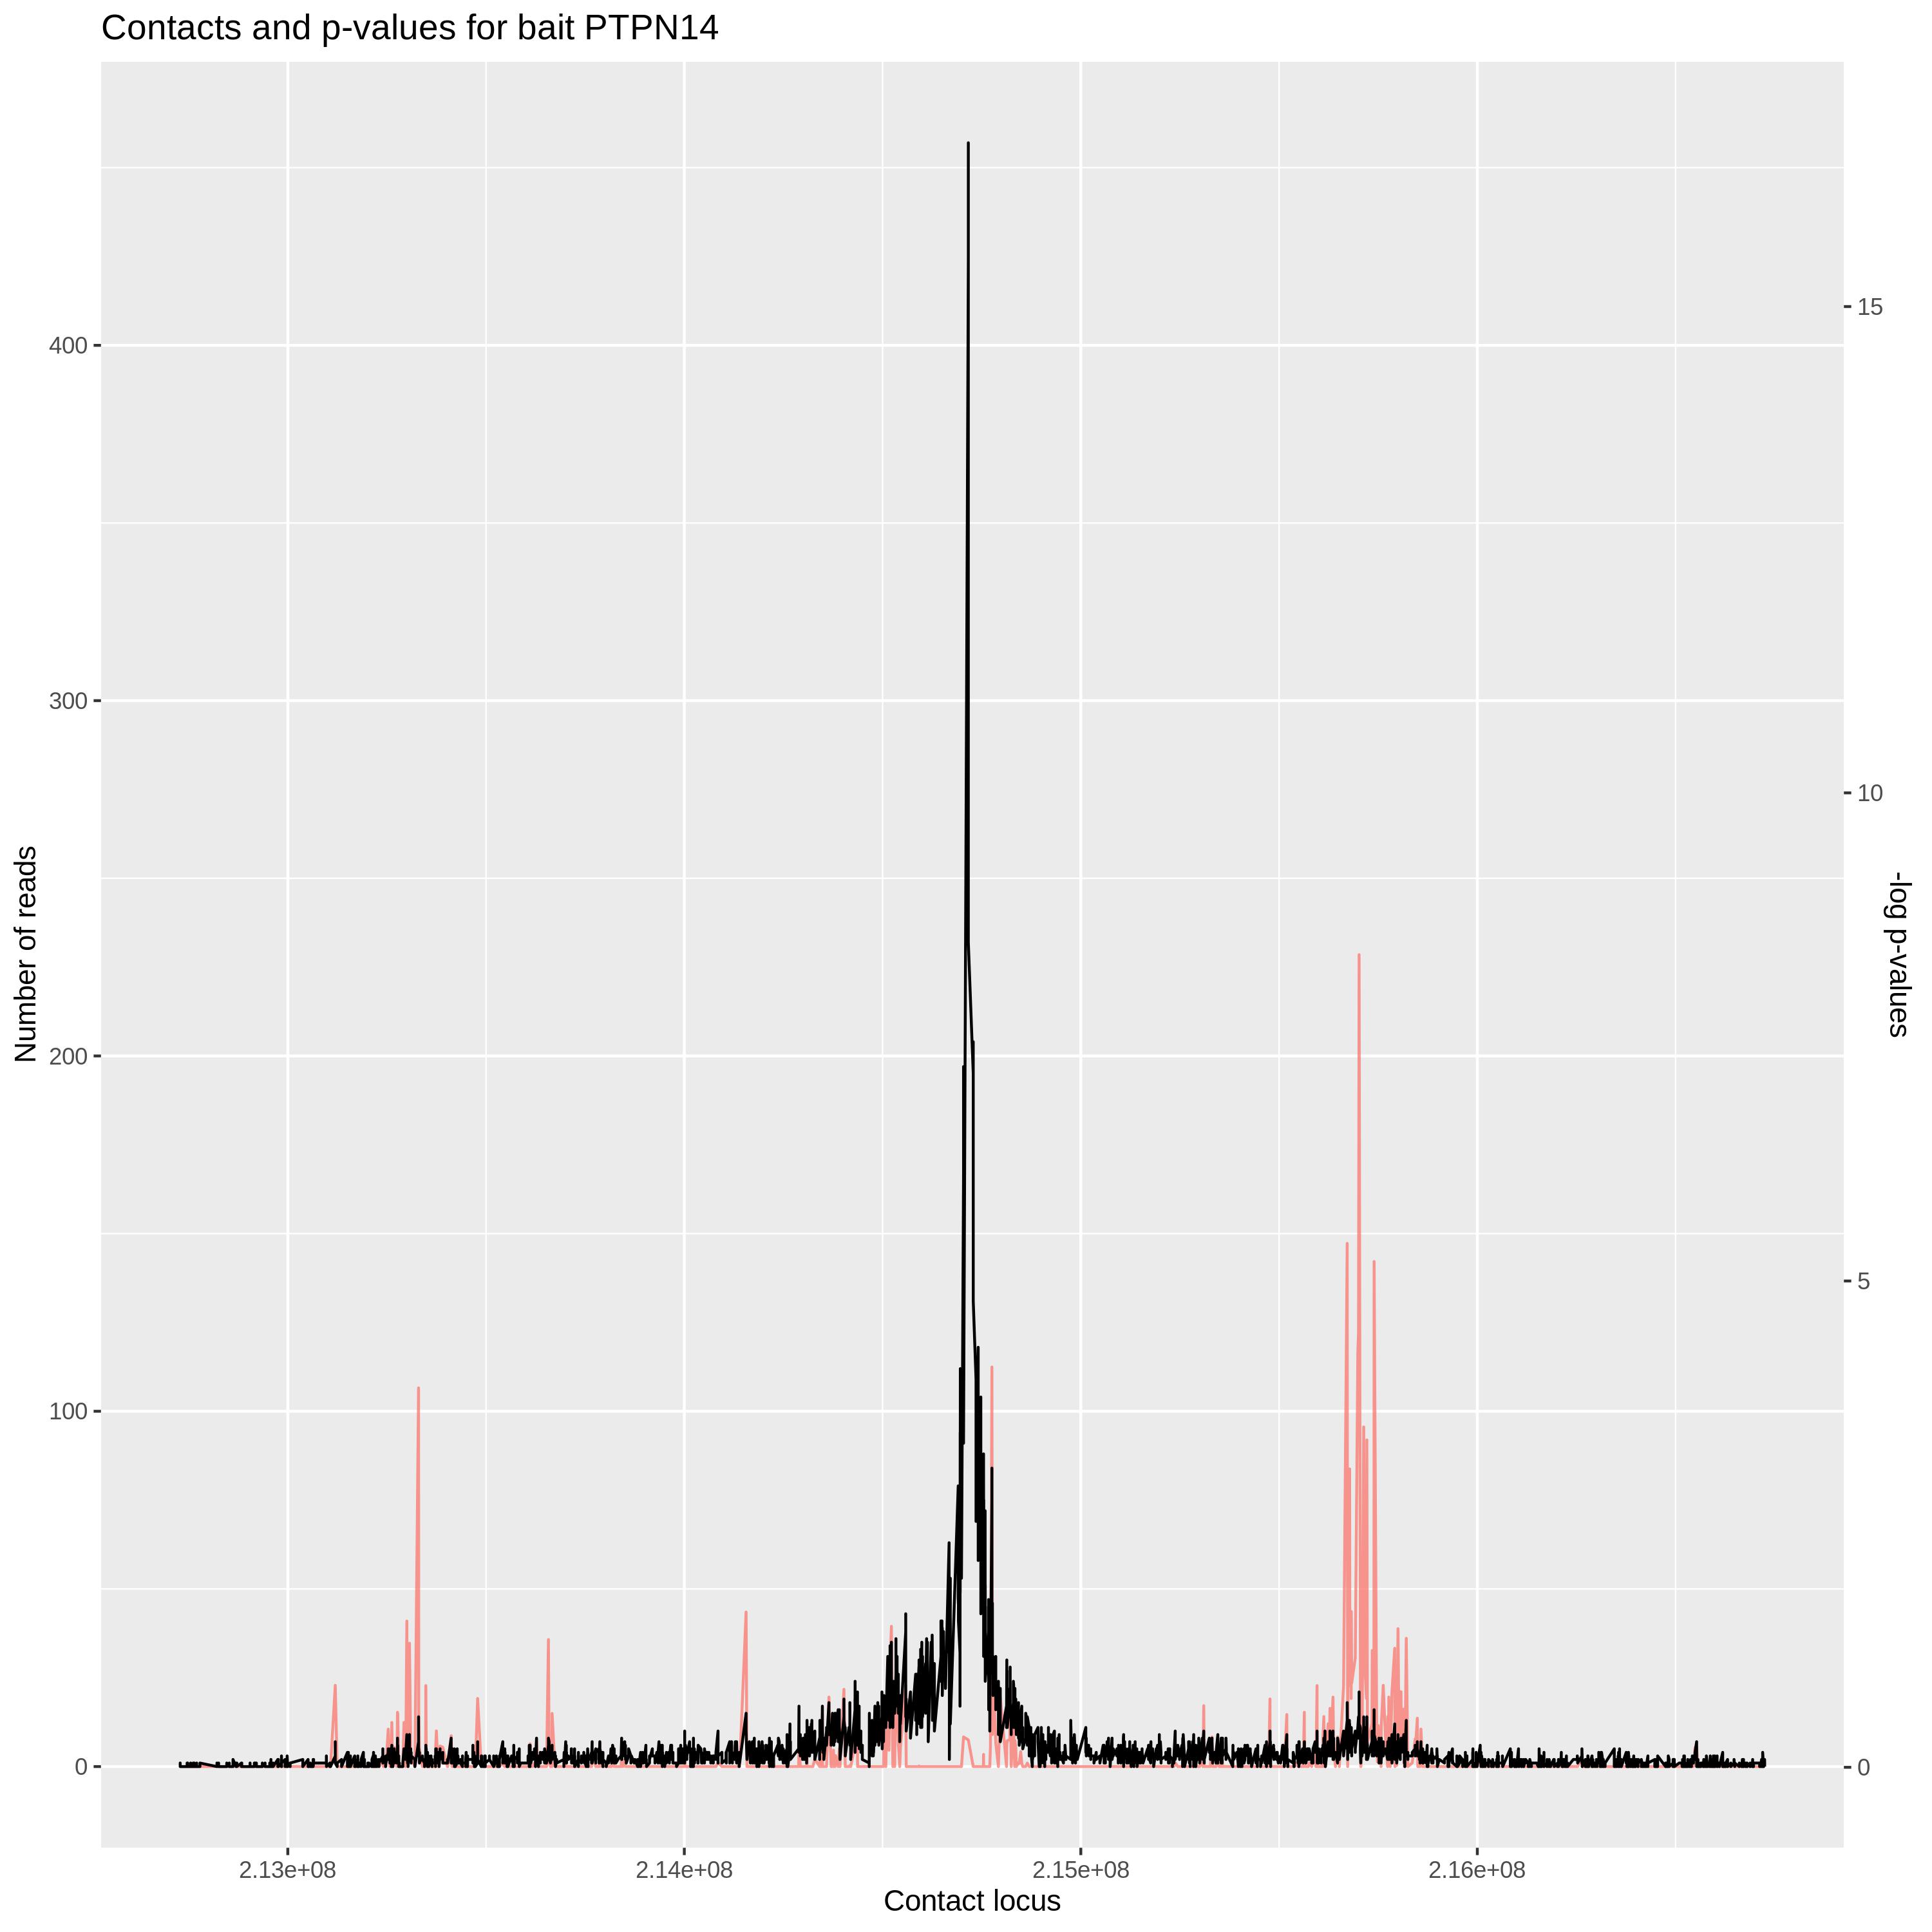 Contacts and p-values for bait PTPN14
Number of reads
400
300
200
100
0
15
10
5
0
-log p-values
2.13e+08
2.14e+08
2.15e+08
2.16e+08
Contact locus